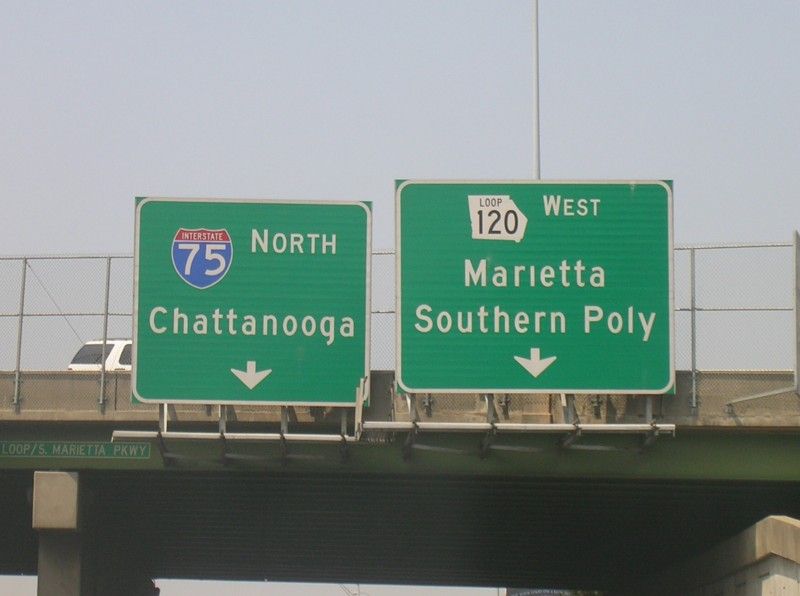 INTERSTATE
75 NORTH
Chattanooga
LOOP
120 WEST
Marietta
Southern Poly
LOOP/S. MARIETTA PKWY